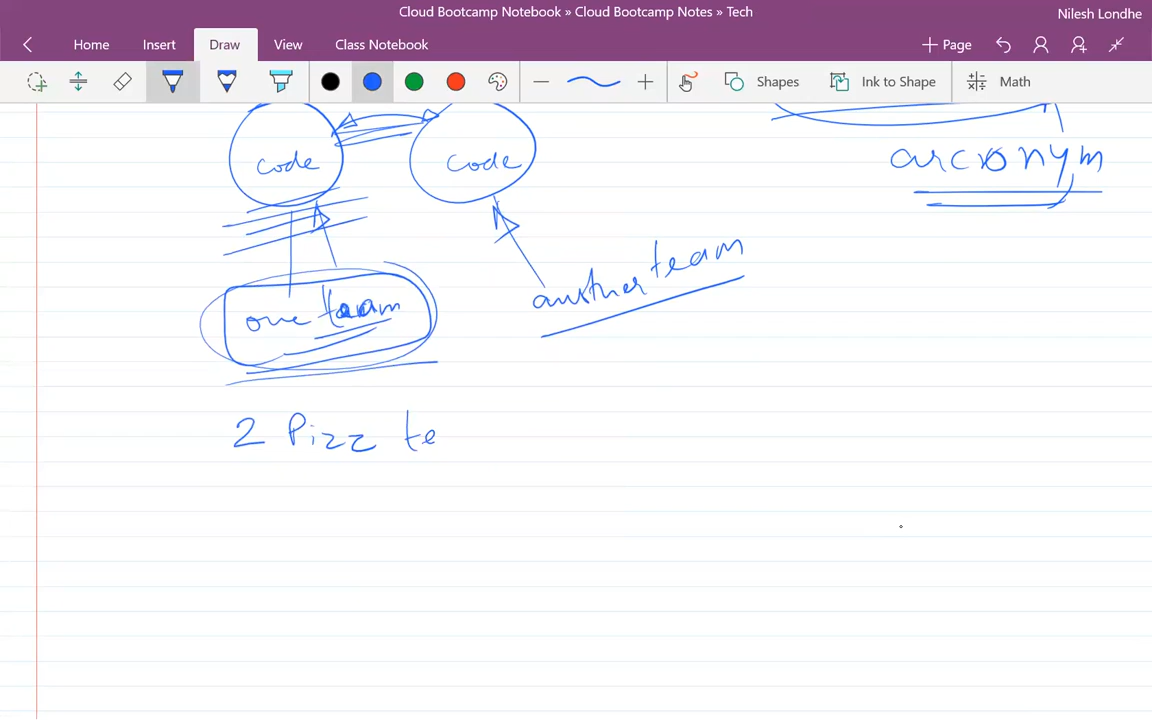 Cloud Bootcamp Notebook » Cloud Bootcamp Notes » Tech
Nilesh Londhe
Home Insert Draw View Class Notebook Page
Shapes Ink to Shape Math
code code
arcronym
another team
one team
2 Pizz te